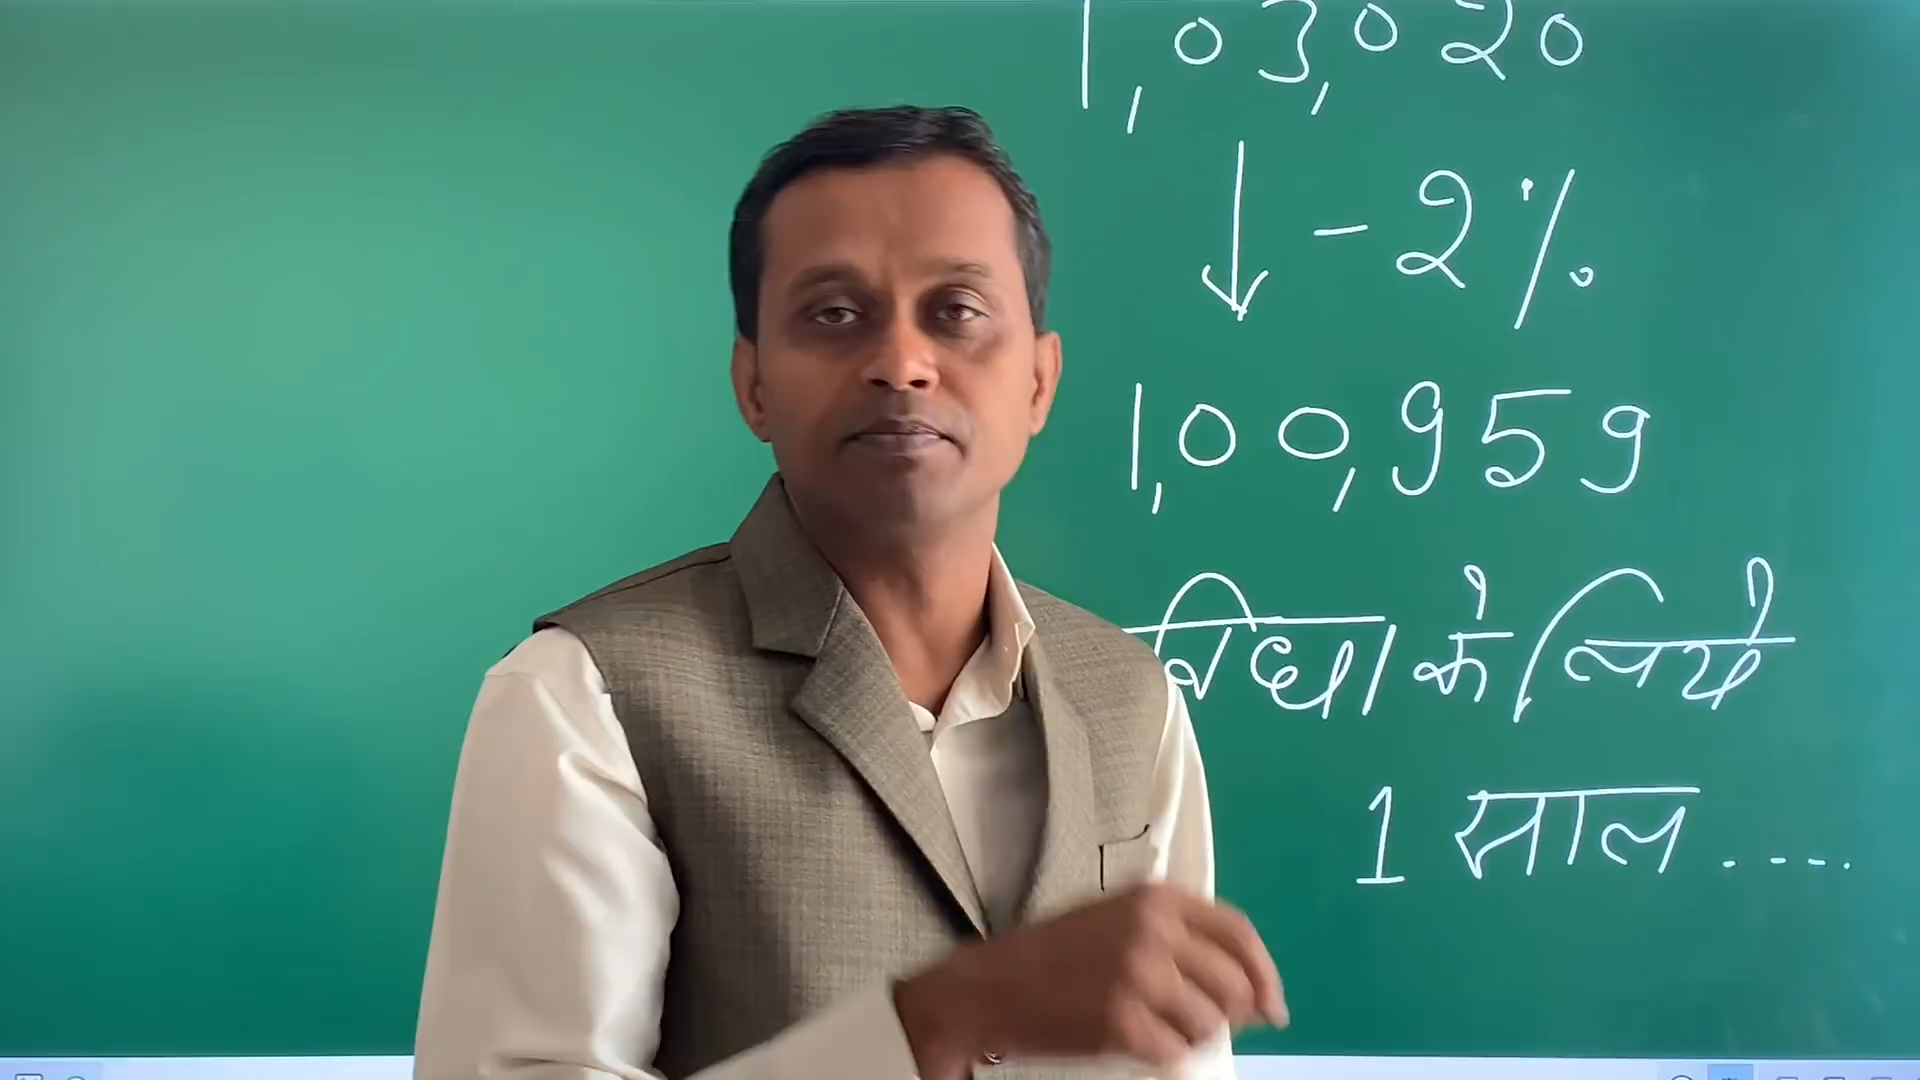 1,03,020
↓ - 2%
1,00,959
विद्या के लिये
1 साल ....